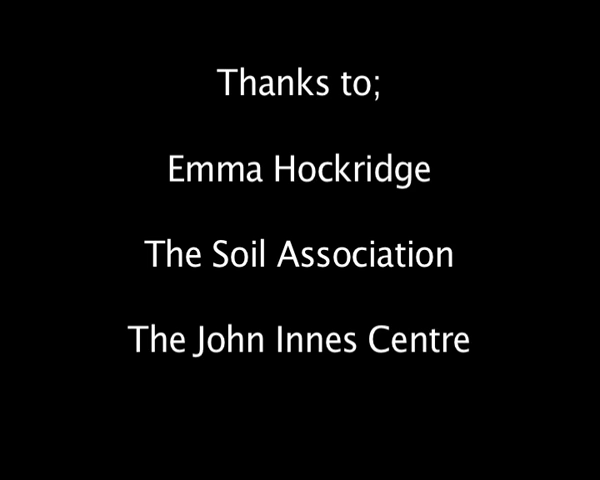 Thanks to;
Emma Hockridge
The Soil Association
The John Innes Centre